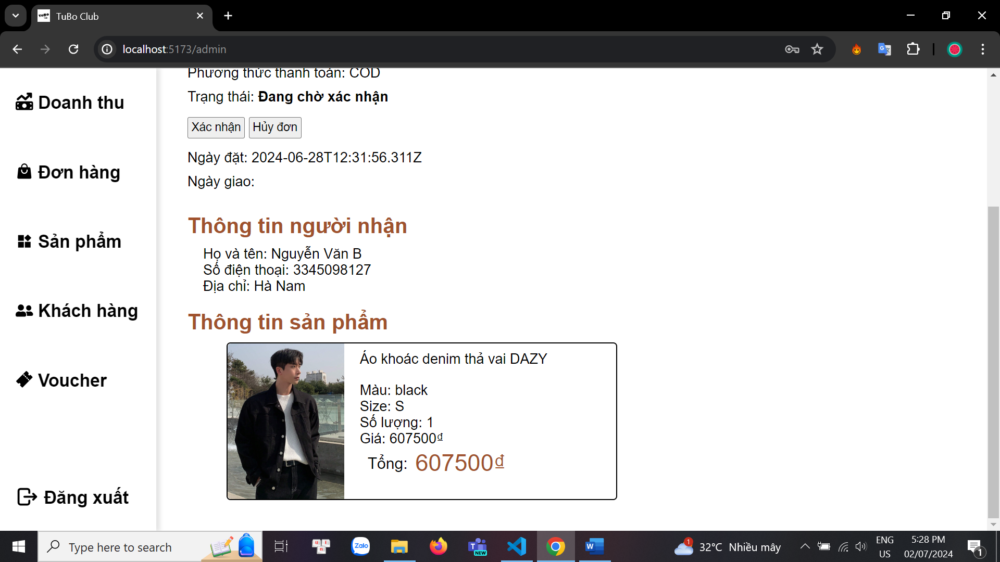 TuBo Club
localhost:5173/admin
Phương thức thanh toán: COD
Trạng thái: Đang chờ xác nhận
Xác nhận Hủy đơn
Ngày đặt: 2024-06-28T12:31:56.311Z
Ngày giao:
Thông tin người nhận
Họ và tên: Nguyễn Văn B
Số điện thoại: 3345098127
Địa chỉ: Hà Nam
Thông tin sản phẩm
Áo khoác denim thả vai DAZY
Màu: black
Size: S
Số lượng: 1
Giá: 607500₫
Tổng: 607500₫
Doanh thu
Đơn hàng
Sản phẩm
Khách hàng
Voucher
Đăng xuất
Type here to search
Zalo
NEW
1
32°C Nhiều mây
ENG
US
5:28 PM
02/07/2024
1